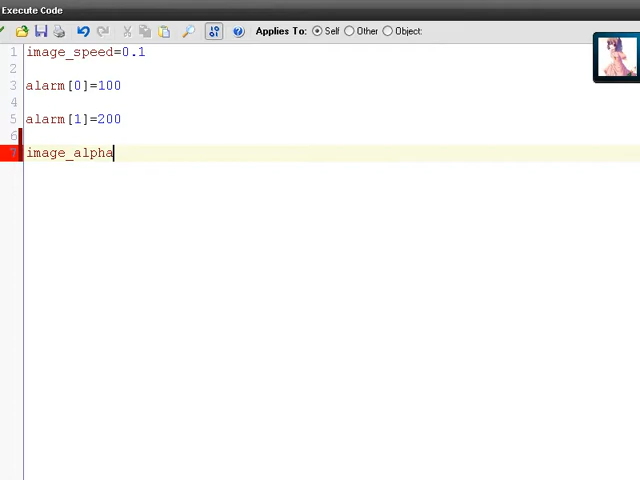 Execute Code
Applies To: Self Other Object:
1 image_speed=0.1
2
3 alarm[0]=100
4
5 alarm[1]=200
6
7 image_alpha